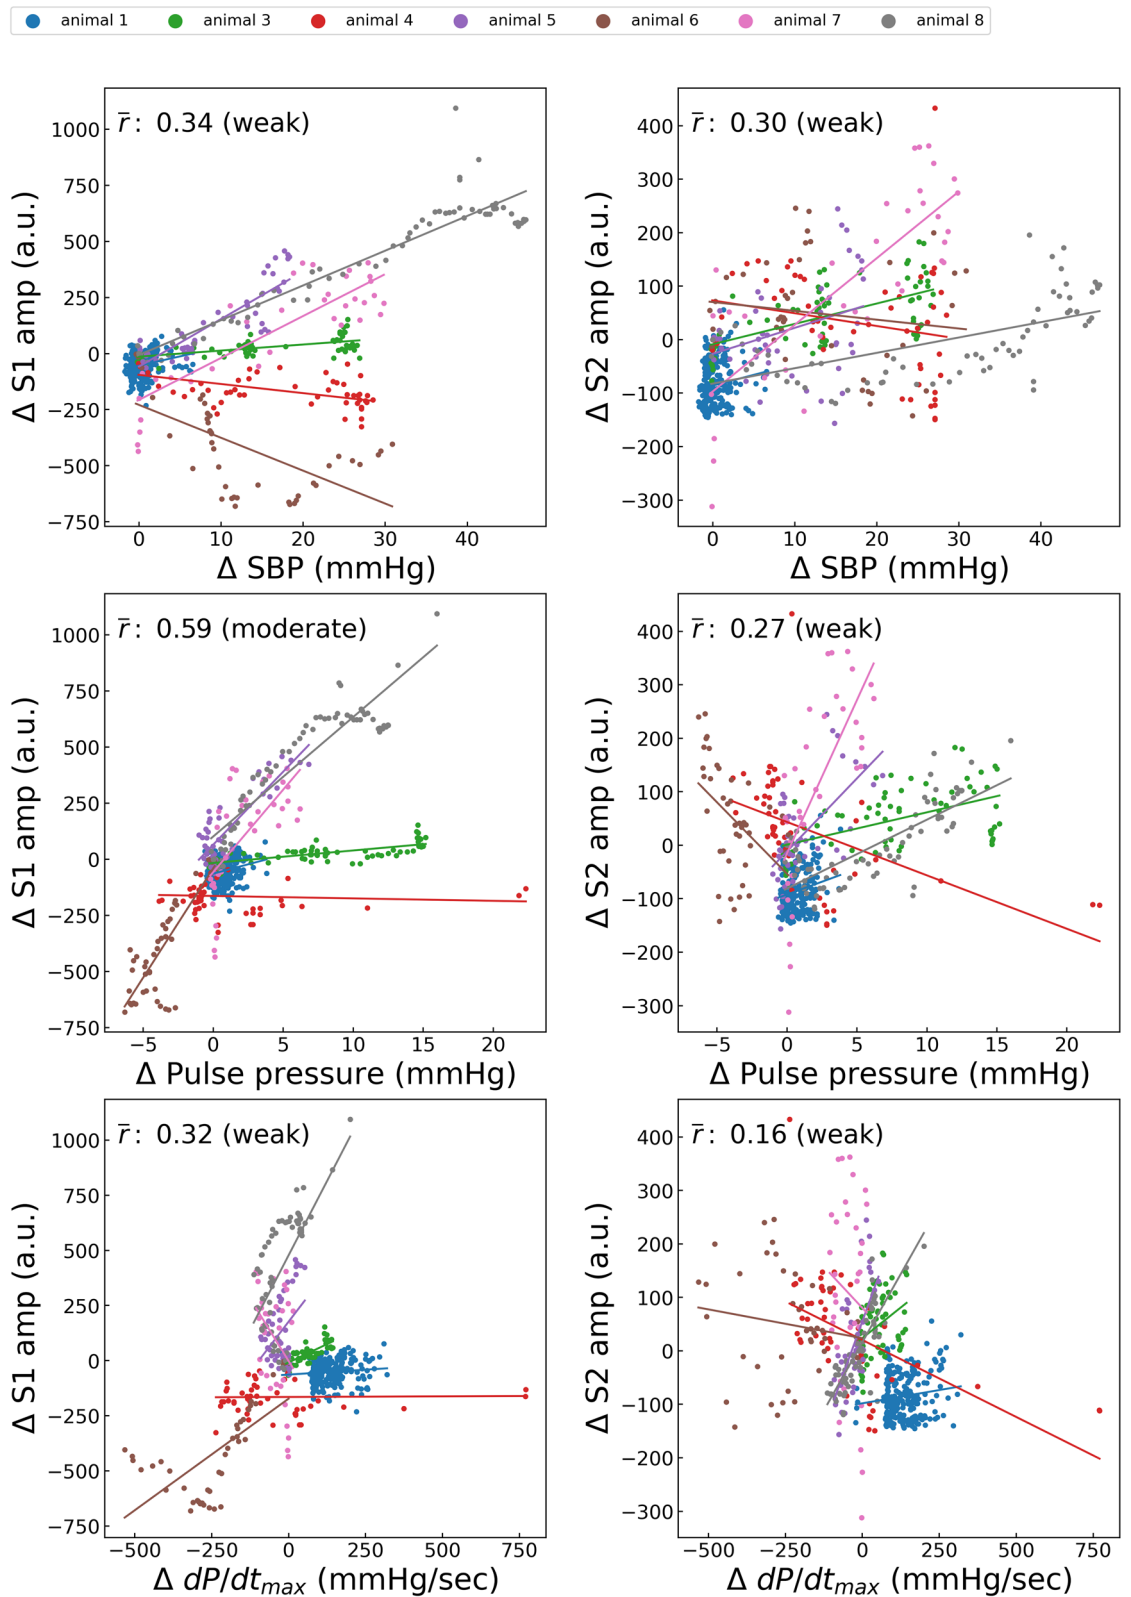 animal 1 animal 3 animal 4 animal 5 animal 6 animal 7 animal 8
r̄ : 0.34 (weak)
1000
750
500
250
0
−250
−500
−750
Δ S1 amp (a.u.)
0 10 20 30 40
Δ SBP (mmHg)
r̄ : 0.30 (weak)
400
300
200
100
0
−100
−200
−300
Δ S2 amp (a.u.)
0 10 20 30 40
Δ SBP (mmHg)
r̄ : 0.59 (moderate)
1000
750
500
250
0
−250
−500
−750
Δ S1 amp (a.u.)
−5 0 5 10 15 20
Δ Pulse pressure (mmHg)
r̄ : 0.27 (weak)
400
300
200
100
0
−100
−200
−300
Δ S2 amp (a.u.)
−5 0 5 10 15 20
Δ Pulse pressure (mmHg)
r̄ : 0.32 (weak)
1000
750
500
250
0
−250
−500
−750
Δ S1 amp (a.u.)
−500 −250 0 250 500 750
Δ dP/dtmax (mmHg/sec)
r̄ : 0.16 (weak)
400
300
200
100
0
−100
−200
−300
Δ S2 amp (a.u.)
−500 −250 0 250 500 750
Δ dP/dtmax (mmHg/sec)